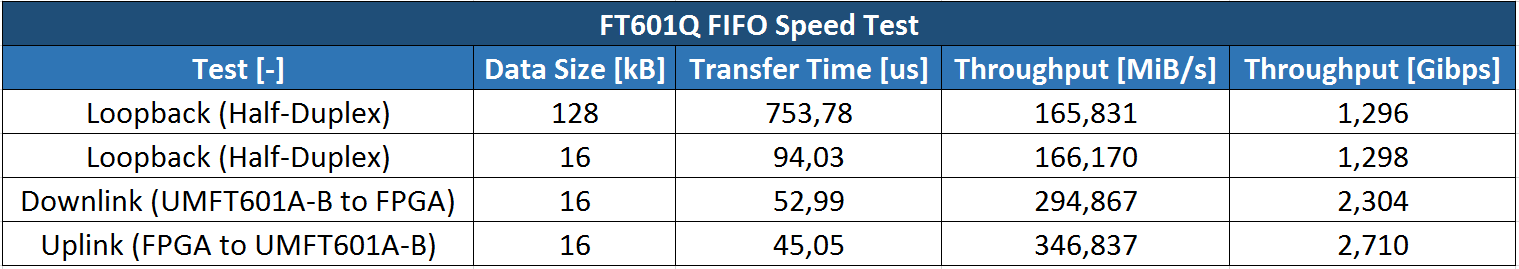 FT601Q FIFO Speed Test
Test [-] Data Size [kB] Transfer Time [us] Throughput [MiB/s] Throughput [Gibps]
Loopback (Half-Duplex) 128 753,78 165,831 1,296
Loopback (Half-Duplex) 16 94,03 166,170 1,298
Downlink (UMFT601A-B to FPGA) 16 52,99 294,867 2,304
Uplink (FPGA to UMFT601A-B) 16 45,05 346,837 2,710